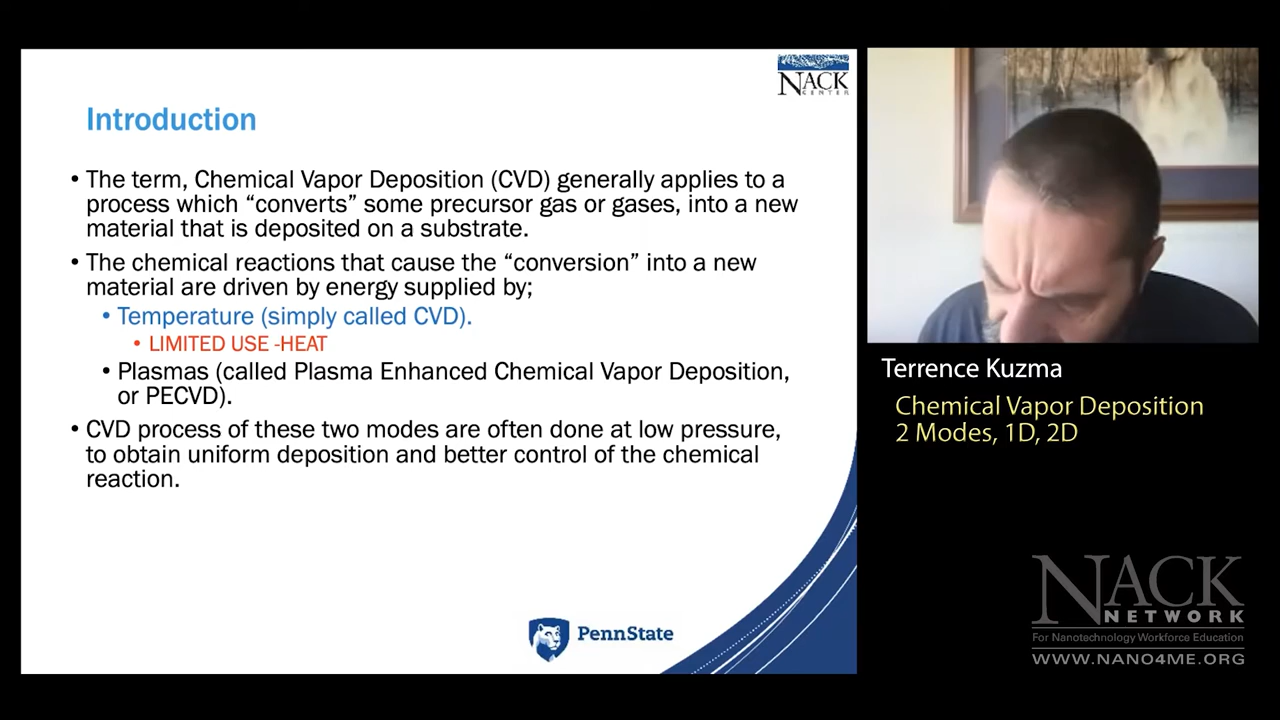 NACK
CENTER
Introduction
• The term, Chemical Vapor Deposition (CVD) generally applies to a
process which “converts” some precursor gas or gases, into a new
material that is deposited on a substrate.
• The chemical reactions that cause the “conversion” into a new
material are driven by energy supplied by;
• Temperature (simply called CVD).
• LIMITED USE -HEAT
• Plasmas (called Plasma Enhanced Chemical Vapor Deposition,
or PECVD).
• CVD process of these two modes are often done at low pressure,
to obtain uniform deposition and better control of the chemical
reaction.
PennState
Terrence Kuzma
Chemical Vapor Deposition
2 Modes, 1D, 2D
NACK
NETWORK
For Nanotechnology Workforce Education
WWW.NANO4ME.ORG